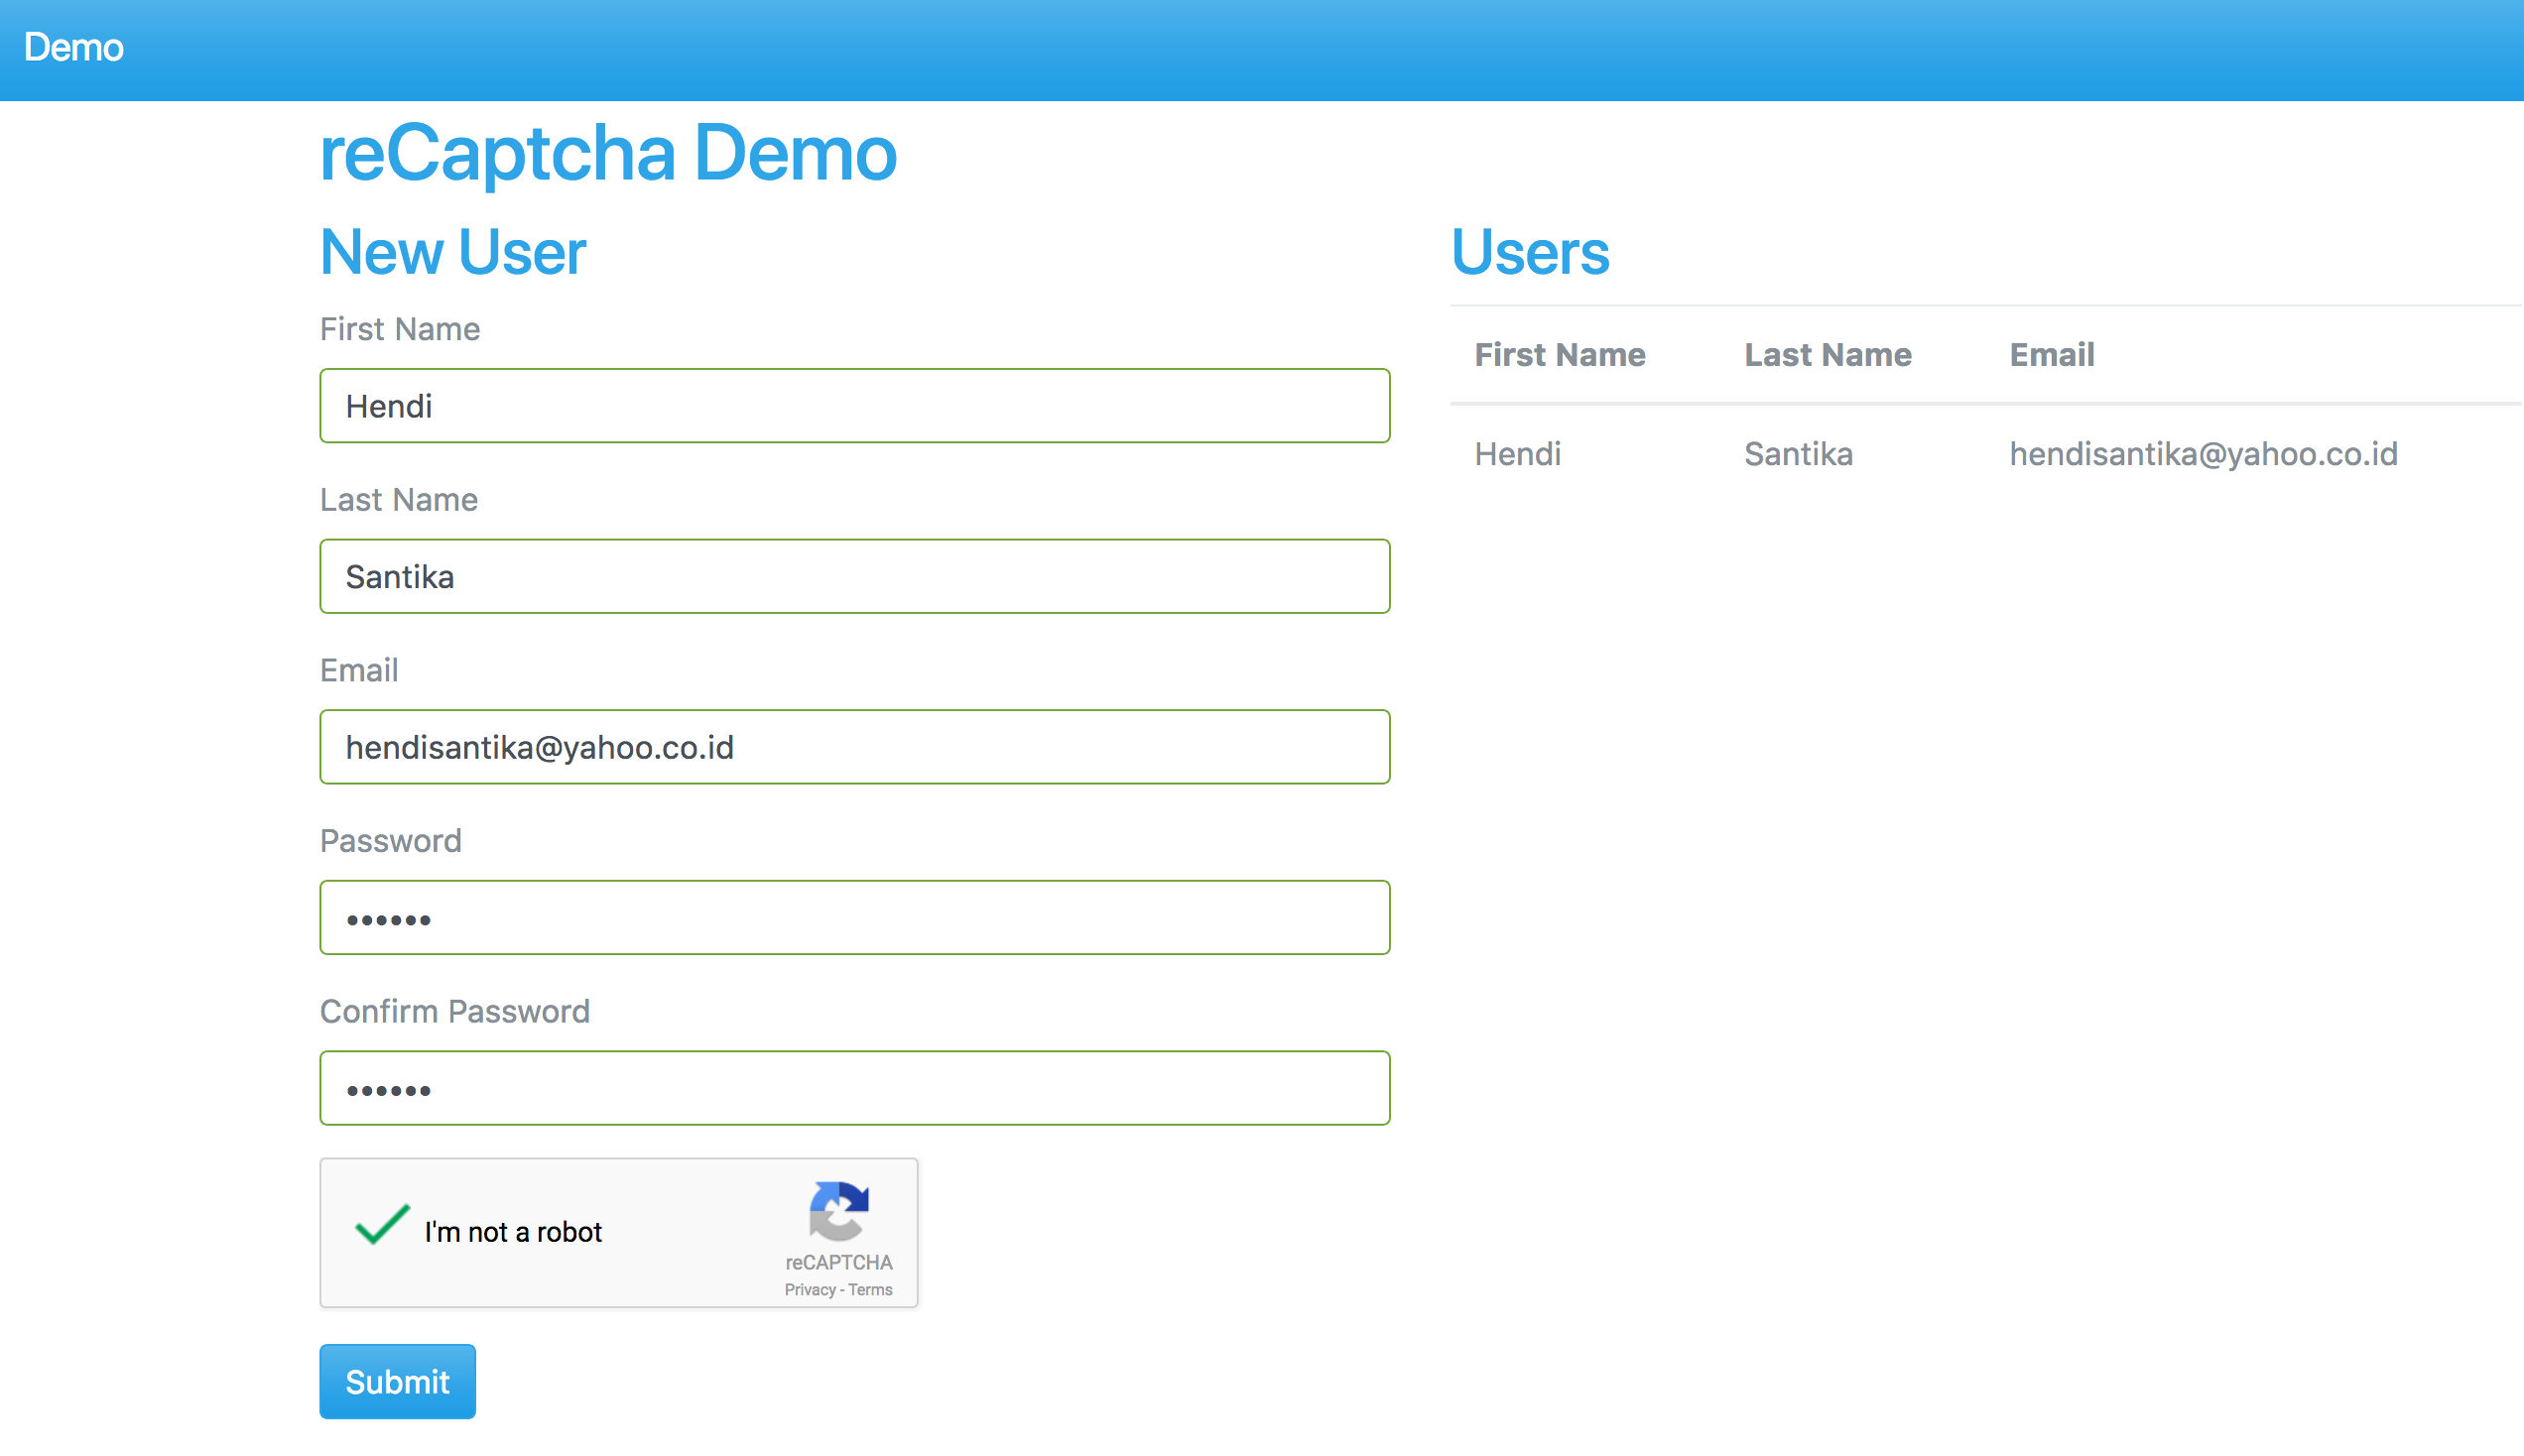 Demo
reCaptcha Demo
New User
First Name
Hendi
Last Name
Santika
Email
hendisantika@yahoo.co.id
Password
••••••
Confirm Password
••••••
I'm not a robot
reCAPTCHA
Privacy - Terms
Submit
Users
First Name Last Name Email
Hendi Santika hendisantika@yahoo.co.id